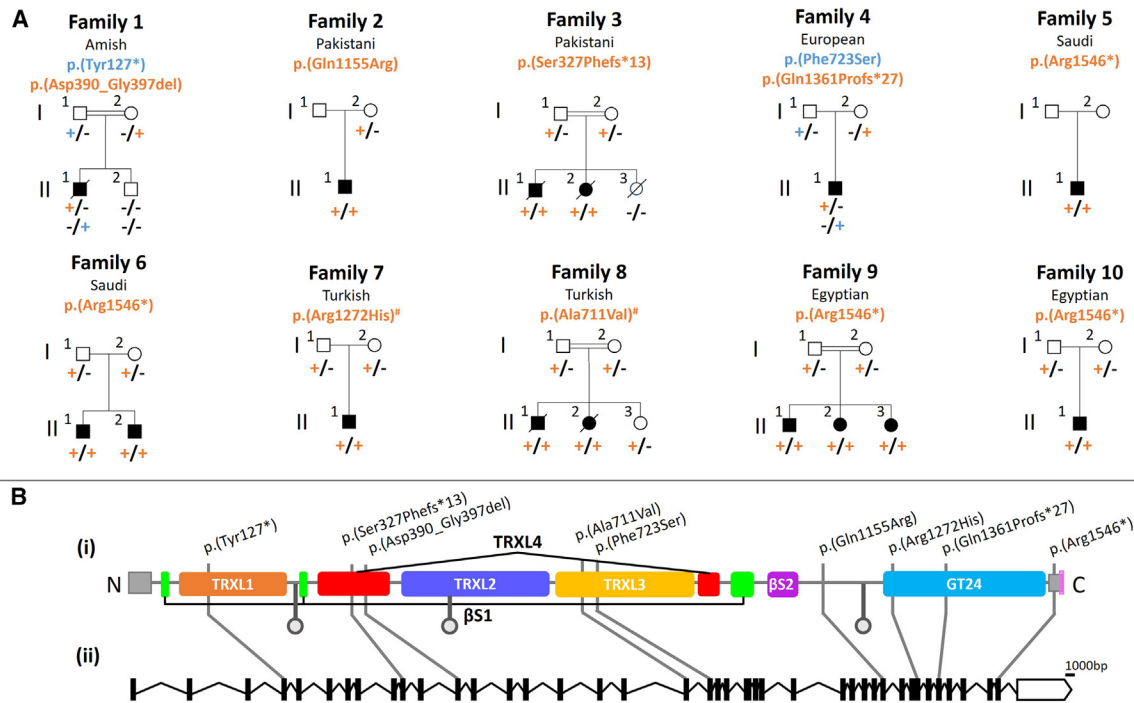 A
Family 1
Amish
p.(Tyr127*)
p.(Asp390_Gly397del)
Family 2
Pakistani
p.(Gln1155Arg)
Family 3
Pakistani
p.(Ser327Phefs*13)
Family 4
European
p.(Phe723Ser)
p.(Gln1361Profs*27)
Family 5
Saudi
p.(Arg1546*)
I
1 2
+/- -/+
II
1 2
+/- -/-
-/+ -/-
I
1 2
+/-
II
1
+/+
I
1 2
+/- +/-
II
1 2 3
+/+ +/+ -/-
I
1 2
+/- -/+
II
1
+/-
-/+
I
1 2
II
1
+/+
Family 6
Saudi
p.(Arg1546*)
Family 7
Turkish
p.(Arg1272His)#
Family 8
Turkish
p.(Ala711Val)#
Family 9
Egyptian
p.(Arg1546*)
Family 10
Egyptian
p.(Arg1546*)
I
1 2
+/- +/-
II
1 2
+/+ +/+
I
1 2
+/- +/-
II
1
+/+
I
1 2
+/- +/-
II
1 2 3
+/+ +/+ +/-
I
1 2
+/- +/-
II
1 2 3
+/+ +/+ +/+
I
1 2
+/- +/-
II
1
+/+
B
(i)
p.(Tyr127*)
p.(Ser327Phefs*13)
p.(Asp390_Gly397del)
p.(Ala711Val)
p.(Phe723Ser)
p.(Gln1155Arg)
p.(Arg1272His)
p.(Gln1361Profs*27)
p.(Arg1546*)
TRXL4
N TRXL1 TRXL2 TRXL3 βS2 GT24 C
βS1
(ii)
1000bp